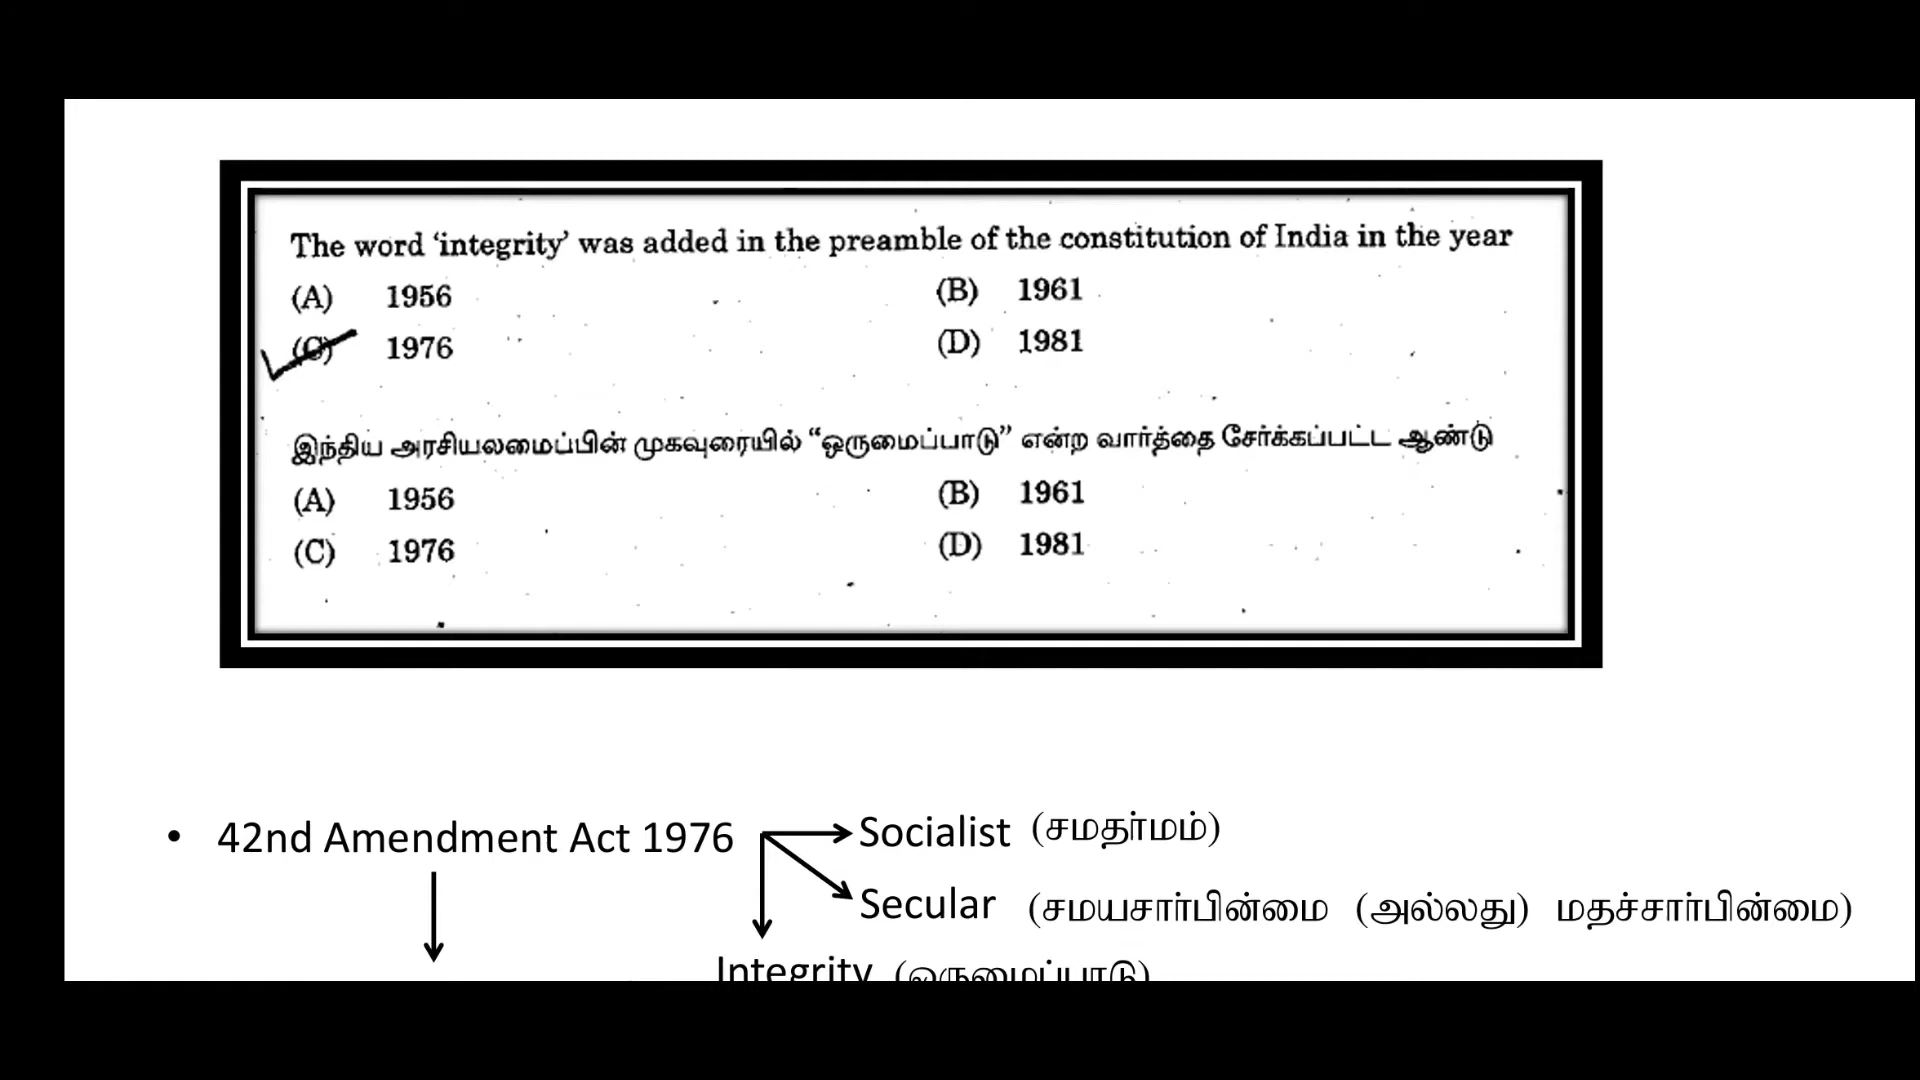 The word ‘integrity’ was added in the preamble of the constitution of India in the year
(A) 1956 (B) 1961
(C) 1976 (D) 1981
இந்திய அரசியலமைப்பின் முகவுரையில் “ஒருமைப்பாடு” என்ற வார்த்தை சேர்க்கப்பட்ட ஆண்டு
(A) 1956 (B) 1961
(C) 1976 (D) 1981
• 42nd Amendment Act 1976 Socialist (சமதர்மம்)
Secular (சமயசார்பின்மை (அல்லது) மதச்சார்பின்மை)
Integrity (ஒருமைப்பாடு)